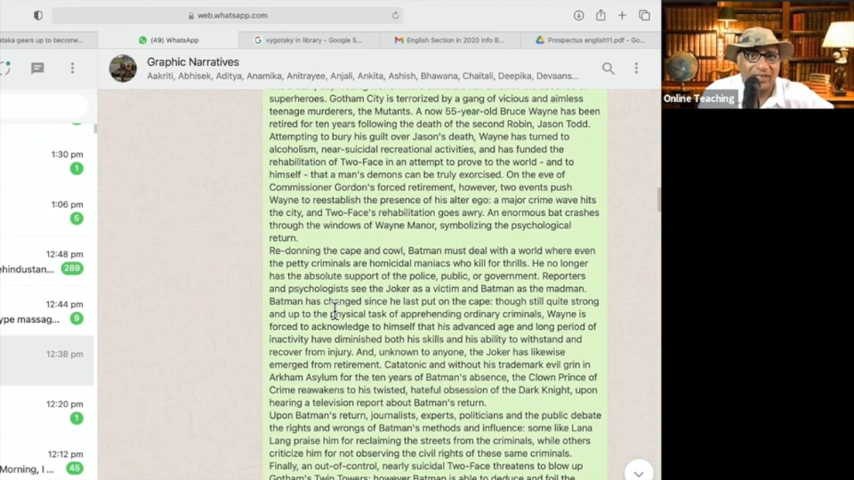 web.whatsapp.com
ataka gears up to become...
(49) WhatsApp
vygotsky in library - Google S...
English Section in 2020 Info B...
Prospectus english11.pdf - Go...
Graphic Narratives
Aakriti, Abhisek, Aditya, Anamika, Anitrayee, Anjali, Ankita, Ashish, Bhawana, Chaitali, Deepika, Devaans...
Online Teaching
1:30 pm
1
1:06 pm
5
12:48 pm
ehindustan...
289
12:44 pm
ype massag...
9
12:38 pm
12:20 pm
1
12:12 pm
Morning, I ...
45
superheroes. Gotham City is terrorized by a gang of vicious and aimless
teenage murderers, the Mutants. A now 55-year-old Bruce Wayne has been
retired for ten years following the death of the second Robin, Jason Todd.
Attempting to bury his guilt over Jason's death, Wayne has turned to
alcoholism, near-suicidal recreational activities, and has funded the
rehabilitation of Two-Face in an attempt to prove to the world - and to
himself - that a man's demons can be truly exorcised. On the eve of
Commissioner Gordon's forced retirement, however, two events push
Wayne to reestablish the presence of his alter ego: a major crime wave hits
the city, and Two-Face's rehabilitation goes awry. An enormous bat crashes
through the windows of Wayne Manor, symbolizing the psychological
return.
Re-donning the cape and cowl, Batman must deal with a world where even
the petty criminals are homicidal maniacs who kill for thrills. He no longer
has the absolute support of the police, public, or government. Reporters
and psychologists see the Joker as a victim and Batman as the madman.
Batman has changed since he last put on the cape: though still quite strong
and up to the physical task of apprehending ordinary criminals, Wayne is
forced to acknowledge to himself that his advanced age and long period of
inactivity have diminished both his skills and his ability to withstand and
recover from injury. And, unknown to anyone, the Joker has likewise
emerged from retirement. Catatonic and without his trademark evil grin in
Arkham Asylum for the ten years of Batman's absence, the Clown Prince of
Crime reawakens to his twisted, hateful obsession of the Dark Knight, upon
hearing a television report about Batman's return.
Upon Batman's return, journalists, experts, politicians and the public debate
the rights and wrongs of Batman's methods and influence: some like Lana
Lang praise him for reclaiming the streets from the criminals, while others
criticize him for not observing the civil rights of these same criminals.
Finally, an out-of-control, nearly suicidal Two-Face threatens to blow up
Gotham's Twin Towers; however Batman is able to deduce and foil the